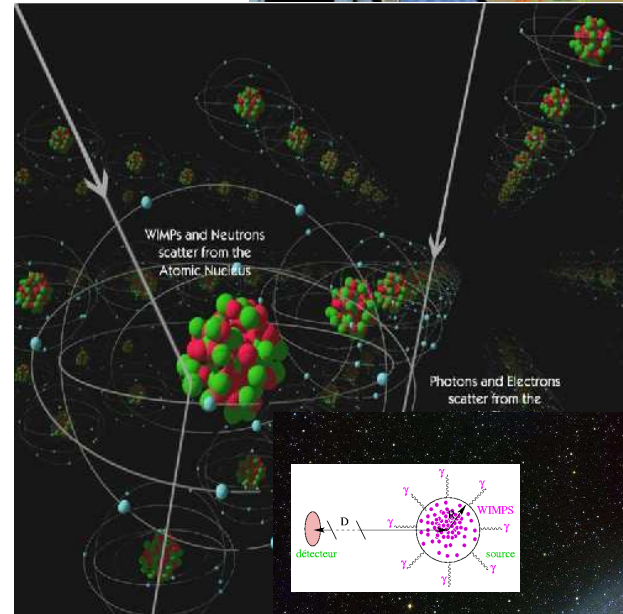 WIMPs and Neutrons
scatter from the
Atomic Nucleus
Photons and Electrons
scatter from the
γ
γ
γ
γ
WIMPS
R
D
γ
détecteur
source
γ
γ
γ